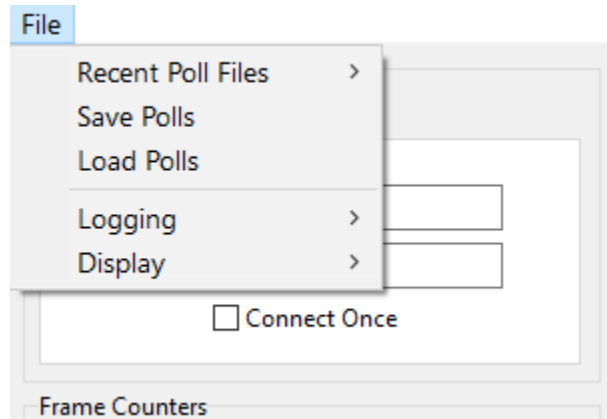 File
Recent Poll Files
Save Polls
Load Polls
Logging
Display
Connect Once
Frame Counters